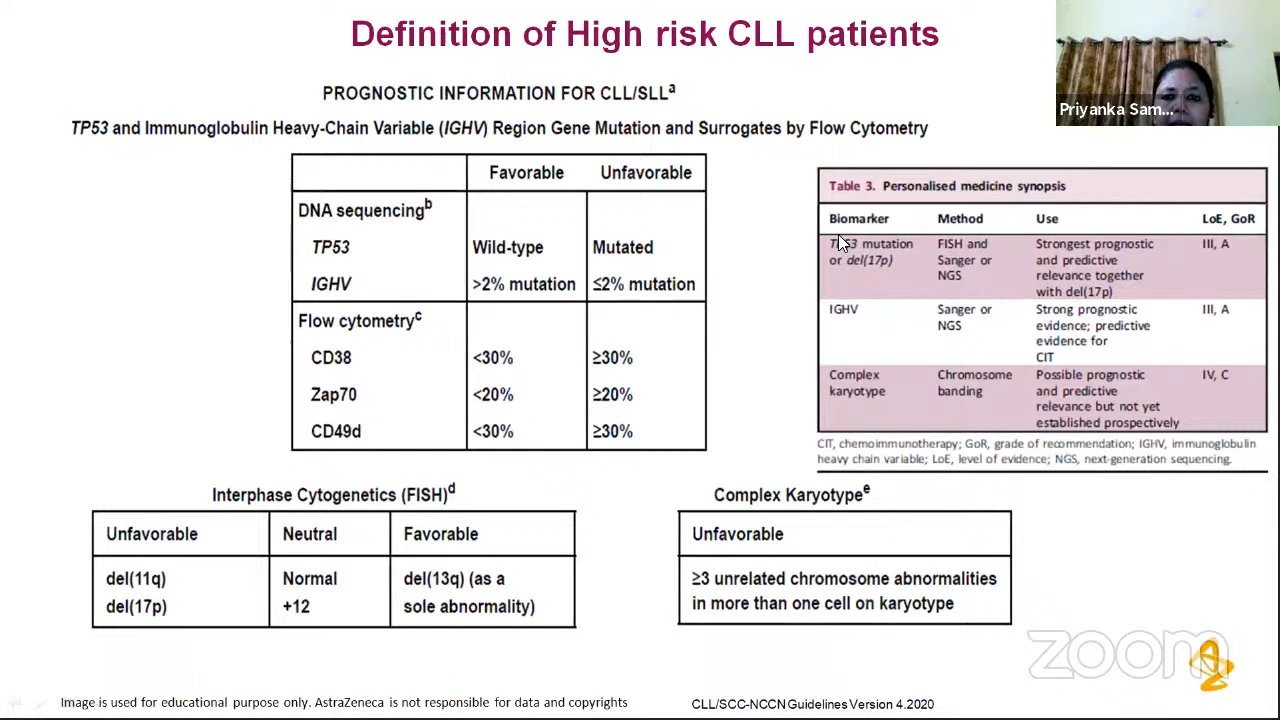 Definition of High risk CLL patients
Priyanka Sam...
PROGNOSTIC INFORMATION FOR CLL/SLLa
TP53 and Immunoglobulin Heavy-Chain Variable (IGHV) Region Gene Mutation and Surrogates by Flow Cytometry
Favorable Unfavorable
DNA sequencingb
TP53 Wild-type Mutated
IGHV >2% mutation ≤2% mutation
Flow cytometryc
CD38 <30% ≥30%
Zap70 <20% ≥20%
CD49d <30% ≥30%
Table 3. Personalised medicine synopsis
Biomarker Method Use LoE, GoR
TP53 mutation FISH and Strongest prognostic III, A
or del(17p) Sanger or and predictive
NGS relevance together
with del(17p)
IGHV Sanger or Strong prognostic III, A
NGS evidence; predictive
evidence for
CIT
Complex Chromosome Possible prognostic IV, C
karyotype banding and predictive
relevance but not yet
established prospectively
CIT, chemoimmunotherapy; GoR, grade of recommendation; IGHV, immunoglobulin
heavy chain variable; LoE, level of evidence; NGS, next-generation sequencing.
Interphase Cytogenetics (FISH)d
Unfavorable Neutral Favorable
del(11q) Normal del(13q) (as a
del(17p) +12 sole abnormality)
Complex Karyotypee
Unfavorable
≥3 unrelated chromosome abnormalities
in more than one cell on karyotype
zoom
Image is used for educational purpose only. AstraZeneca is not responsible for data and copyrights
CLL/SCC-NCCN Guidelines Version 4.2020